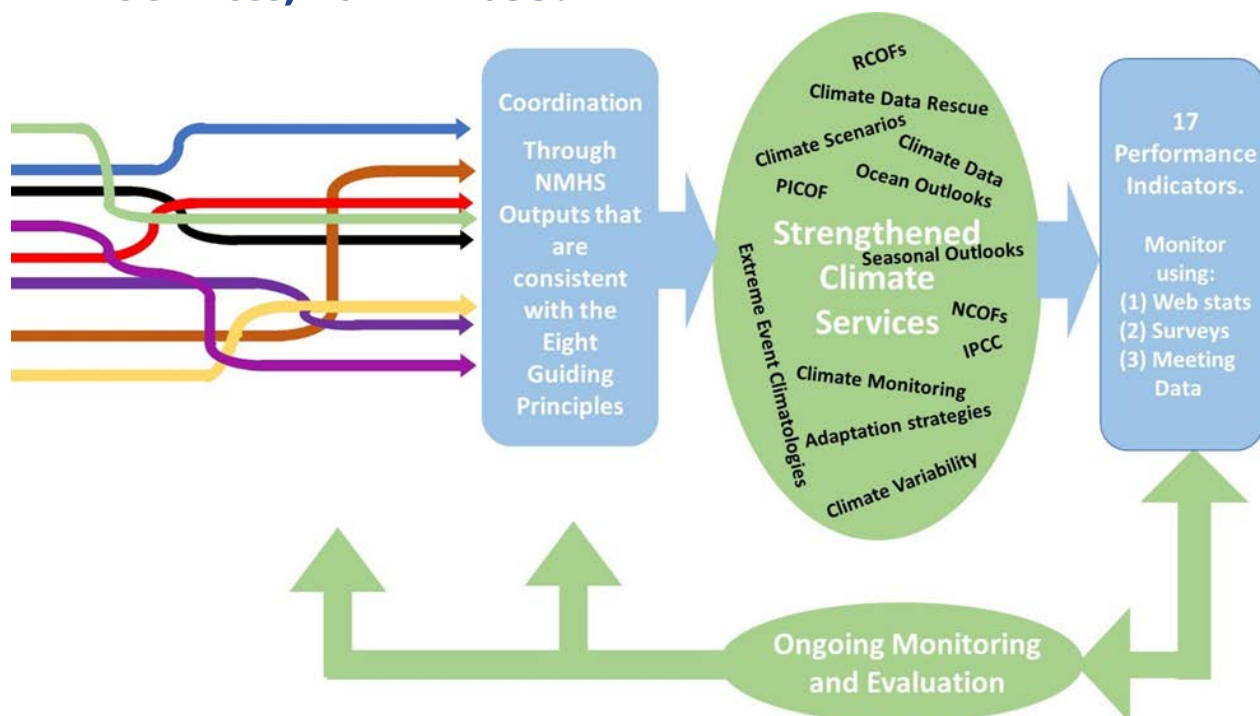 Coordination
Through
NMHS
Outputs that
are
consistent
with the
Eight
Guiding
Principles
RCOFs
Climate Data Rescue
Climate Scenarios
Climate Data
Ocean Outlooks
PICOF
Strengthened
Seasonal Outlooks
Climate
Services
Extreme Event Climatologies
NCOFs
IPCC
Climate Monitoring
Adaptation strategies
Climate Variability
17
Performance
Indicators.
Monitor
using:
(1) Web stats
(2) Surveys
(3) Meeting
Data
Ongoing Monitoring
and Evaluation